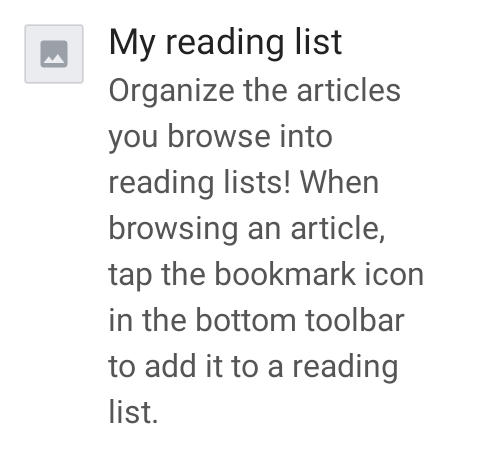 My reading list
Organize the articles
you browse into
reading lists! When
browsing an article,
tap the bookmark icon
in the bottom toolbar
to add it to a reading
list.